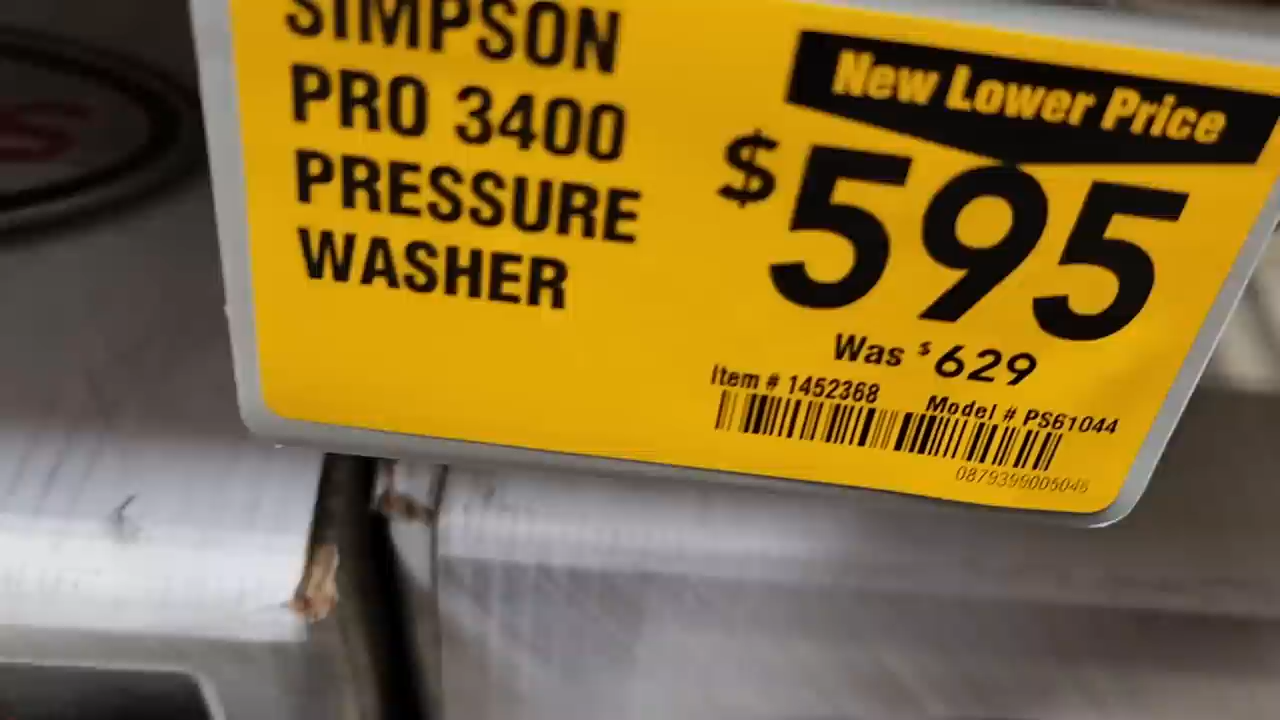 SIMPSON
PRO 3400
PRESSURE
WASHER
New Lower Price
$595
Was $629
Item # 1452368 Model # PS61044